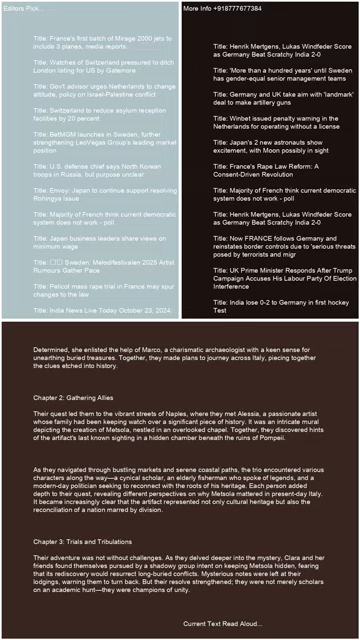 Editors Pick...
Title: France's first batch of Mirage 2000 jets to
include 3 planes, media reports
Title: Watches of Switzerland pressured to ditch
London listing for US by Gatemore
Title: Gov't advisor urges Netherlands to change
attitude, policy on Israel-Palestine conflict
Title: Switzerland to reduce asylum reception
facilities by 20 percent
Title: BetMGM launches in Sweden, further
strengthening LeoVegas Group's leading market
position
Title: U.S. defense chief says North Korean
troops in Russia, but purpose unclear
Title: Envoy: Japan to continue support resolving
Rohingya Issue
Title: Majority of French think current democratic
system does not work - poll
Title: Japan business leaders share views on
minimum wage
Title: Sweden: Melodifestivalen 2025 Artist
Rumours Gather Pace
Title: Pelicot mass rape trial in France may spur
changes to the law
Title: India News Live Today October 23, 2024:
More Info +918777677384
Title: Henrik Mertgens, Lukas Windfeder Score
as Germany Beat Scratchy India 2-0
Title: 'More than a hundred years' until Sweden
has gender-equal senior management teams
Title: Germany and UK take aim with 'landmark'
deal to make artillery guns
Title: Winbet issued penalty warning in the
Netherlands for operating without a license
Title: Japan's 2 new astronauts show
excitement, with Moon possibly in sight
Title: France's Rape Law Reform: A
Consent-Driven Revolution
Title: Majority of French think current democratic
system does not work - poll
Title: Henrik Mertgens, Lukas Windfeder Score
as Germany Beat Scratchy India 2-0
Title: Now FRANCE follows Germany and
reinstates border controls due to 'serious threats
posed by terrorists and migr
Title: UK Prime Minister Responds After Trump
Campaign Accuses His Labour Party Of Election
Interference
Title: India lose 0-2 to Germany in first hockey
Test
Determined, she enlisted the help of Marco, a charismatic archaeologist with a keen sense for
unearthing buried treasures. Together, they made plans to journey across Italy, piecing together
the clues etched into history.
Chapter 2: Gathering Allies
Their quest led them to the vibrant streets of Naples, where they met Alessia, a passionate artist
whose family had been keeping watch over a significant piece of history. It was an intricate mural
depicting the creation of Metsola, nestled in an overlooked chapel. Together, they discovered hints
of the artifact's last known sighting in a hidden chamber beneath the ruins of Pompeii.
As they navigated through bustling markets and serene coastal paths, the trio encountered various
characters along the way—a cynical scholar, an elderly fisherman who spoke of legends, and a
modern-day politician seeking to reconnect with the roots of his heritage. Each person added
depth to their quest, revealing different perspectives on why Metsola mattered in present-day Italy.
It became increasingly clear that the artifact represented not only cultural heritage but also the
reconciliation of a nation marred by division.
Chapter 3: Trials and Tribulations
Their adventure was not without challenges. As they delved deeper into the mystery, Clara and her
friends found themselves pursued by a shadowy group intent on keeping Metsola hidden, fearing
that its rediscovery would resurrect long-buried conflicts. Mysterious notes were left at their
lodgings, warning them to turn back. But their resolve strengthened; they were not merely scholars
on an academic hunt—they were champions of unity.
Current Text Read Aloud...